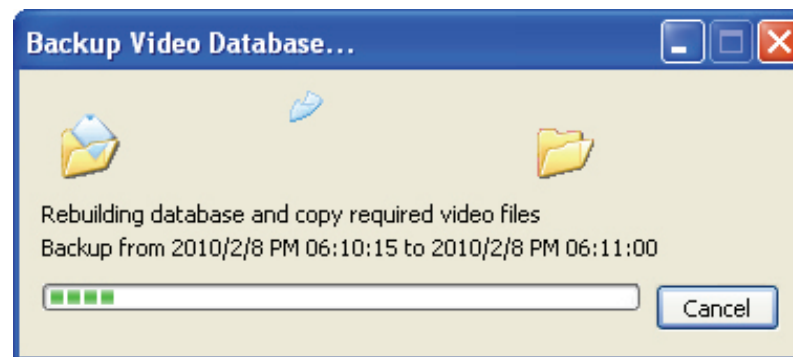 Backup Video Database...
Rebuilding database and copy required video files
Backup from 2010/2/8 PM 06:10:15 to 2010/2/8 PM 06:11:00
Cancel